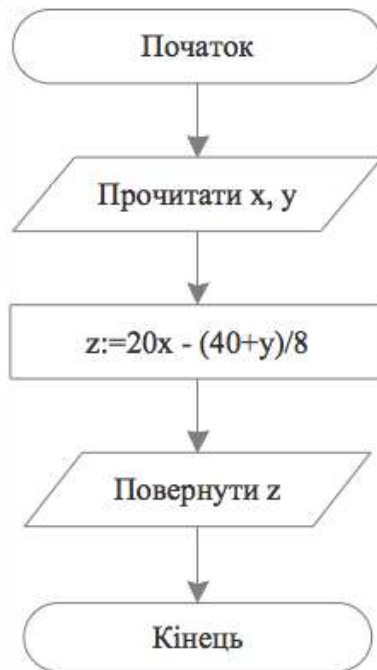 Початок
Прочитати x, y
z:=20x - (40+y)/8
Повернути z
Кінець